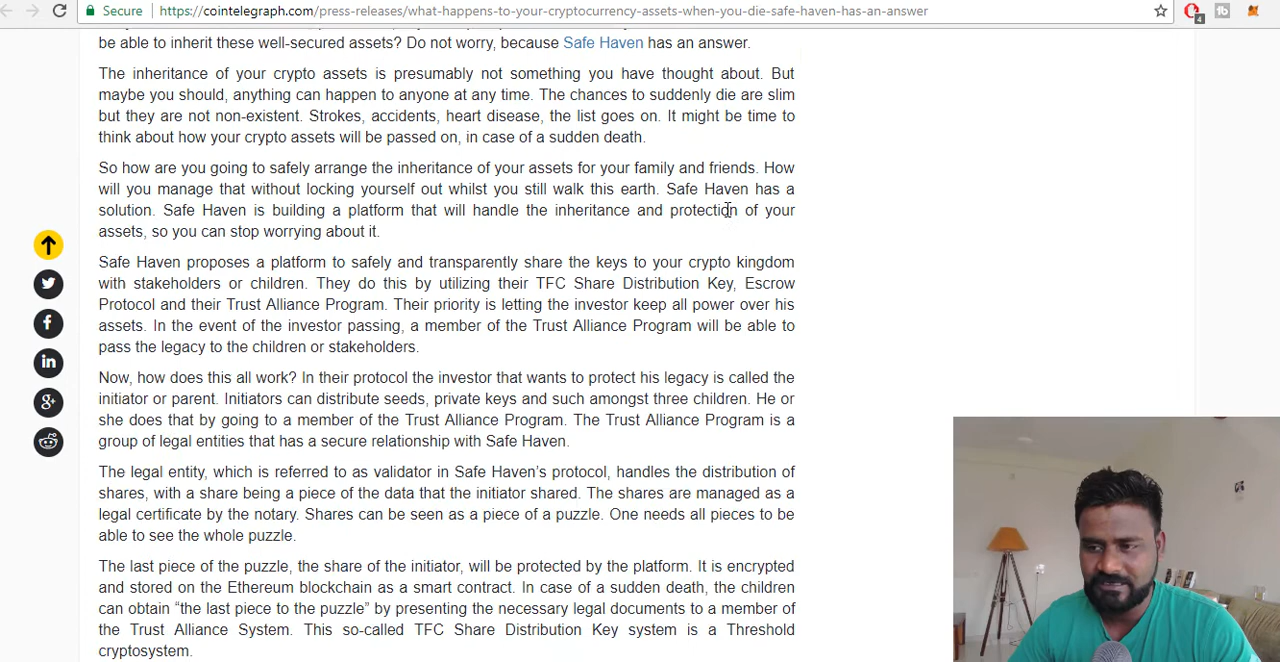 Secure | https://cointelegraph.com/press-releases/what-happens-to-your-cryptocurrency-assets-when-you-die-safe-haven-has-an-answer
4
be able to inherit these well-secured assets? Do not worry, because Safe Haven has an answer.
The inheritance of your crypto assets is presumably not something you have thought about. But
maybe you should, anything can happen to anyone at any time. The chances to suddenly die are slim
but they are not non-existent. Strokes, accidents, heart disease, the list goes on. It might be time to
think about how your crypto assets will be passed on, in case of a sudden death.
So how are you going to safely arrange the inheritance of your assets for your family and friends. How
will you manage that without locking yourself out whilst you still walk this earth. Safe Haven has a
solution. Safe Haven is building a platform that will handle the inheritance and protection of your
assets, so you can stop worrying about it.
Safe Haven proposes a platform to safely and transparently share the keys to your crypto kingdom
with stakeholders or children. They do this by utilizing their TFC Share Distribution Key, Escrow
Protocol and their Trust Alliance Program. Their priority is letting the investor keep all power over his
assets. In the event of the investor passing, a member of the Trust Alliance Program will be able to
pass the legacy to the children or stakeholders.
Now, how does this all work? In their protocol the investor that wants to protect his legacy is called the
initiator or parent. Initiators can distribute seeds, private keys and such amongst three children. He or
she does that by going to a member of the Trust Alliance Program. The Trust Alliance Program is a
group of legal entities that has a secure relationship with Safe Haven.
The legal entity, which is referred to as validator in Safe Haven's protocol, handles the distribution of
shares, with a share being a piece of the data that the initiator shared. The shares are managed as a
legal certificate by the notary. Shares can be seen as a piece of a puzzle. One needs all pieces to be
able to see the whole puzzle.
The last piece of the puzzle, the share of the initiator, will be protected by the platform. It is encrypted
and stored on the Ethereum blockchain as a smart contract. In case of a sudden death, the children
can obtain “the last piece to the puzzle” by presenting the necessary legal documents to a member of
the Trust Alliance System. This so-called TFC Share Distribution Key system is a Threshold
cryptosystem.